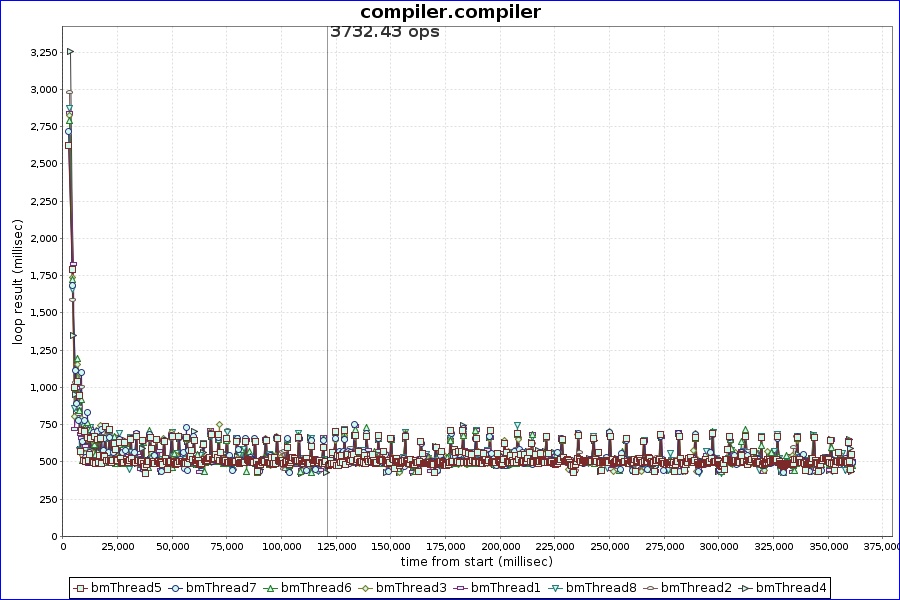 compiler.compiler
3732.43 ops
3,250
3,000
2,750
2,500
2,250
2,000
1,750
1,500
1,250
1,000
750
500
250
0
loop result (millisec)
0 25,000 50,000 75,000 100,000 125,000 150,000 175,000 200,000 225,000 250,000 275,000 300,000 325,000 350,000 375,00
time from start (millisec)
bmThread5 bmThread7 bmThread6 bmThread3 bmThread1 bmThread8 bmThread2 bmThread4